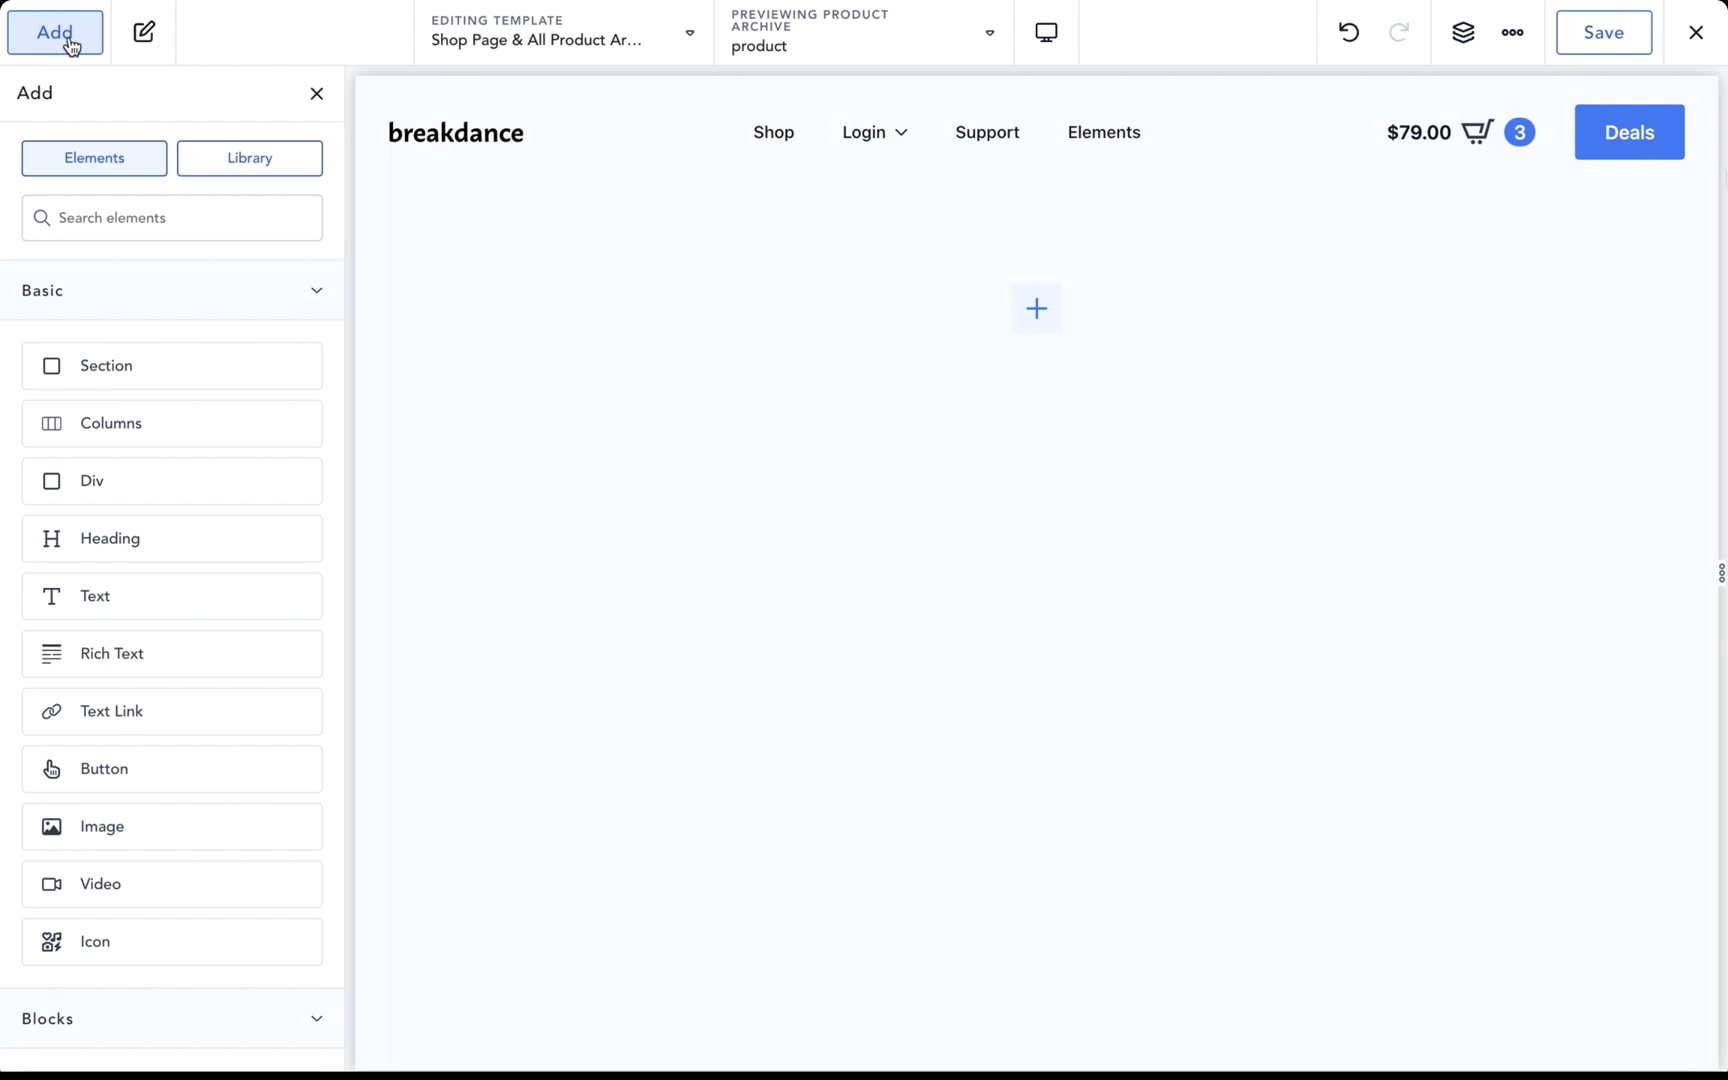 Add
EDITING TEMPLATE
Shop Page & All Product Ar...
PREVIEWING PRODUCT
ARCHIVE
product
Save
Add
Elements
Library
Search elements
Basic
Section
Columns
Div
Heading
Text
Rich Text
Text Link
Button
Image
Video
Icon
Blocks
breakdance
Shop
Login
Support
Elements
$79.00
3
Deals